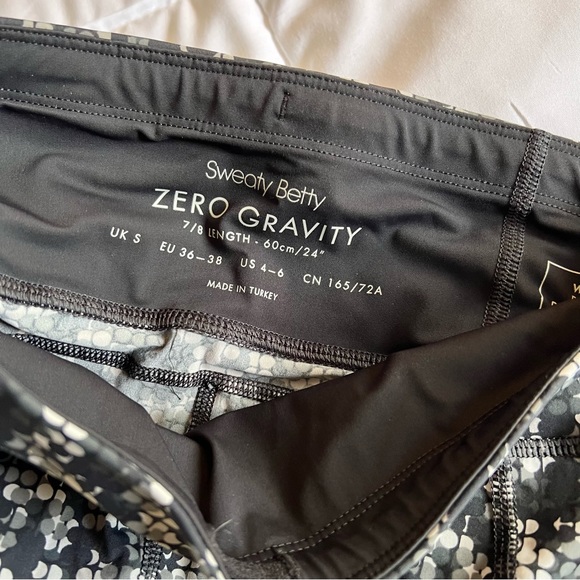 Sweaty Betty
ZERO GRAVITY
7/8 LENGTH - 60cm/24"
UK S EU 36-38 US 4-6 CN 165/72A
MADE IN TURKEY